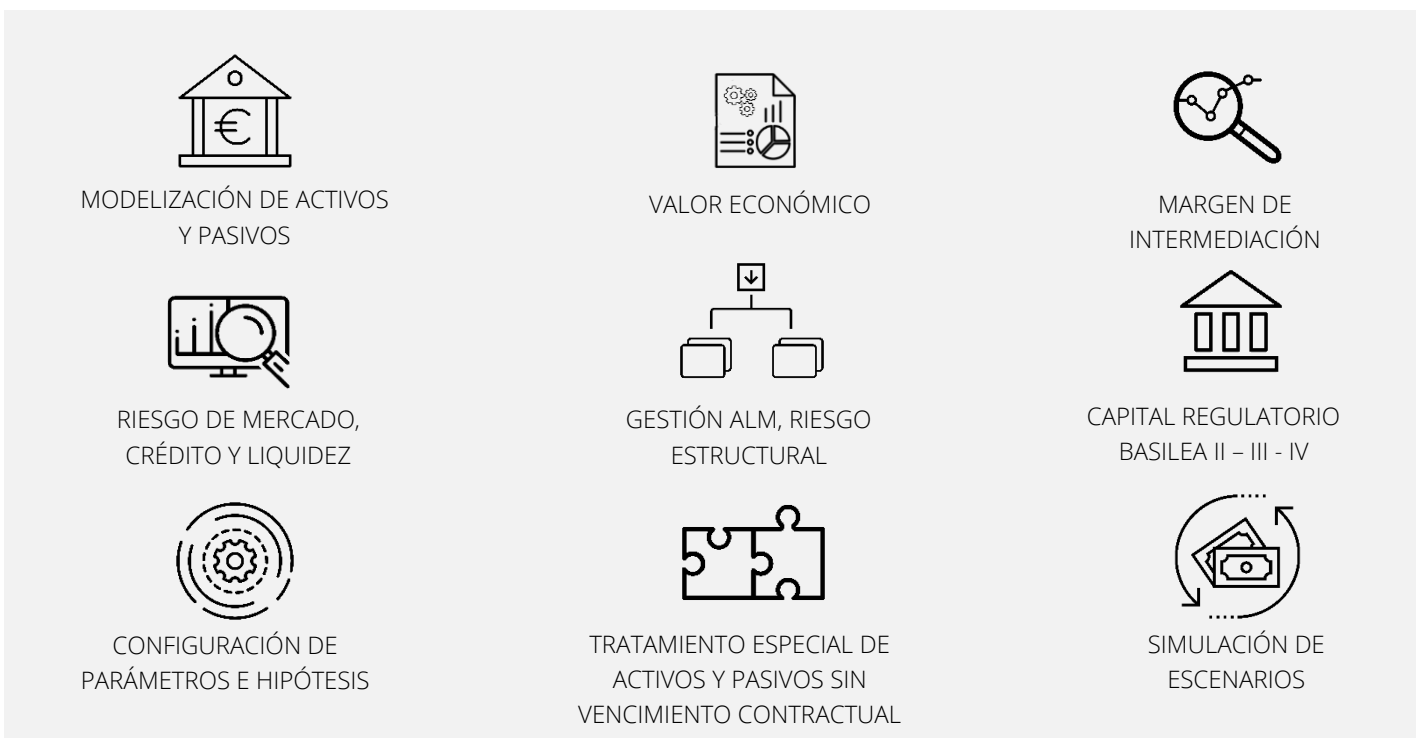 MODELIZACIÓN DE ACTIVOS
Y PASIVOS
VALOR ECONÓMICO
MARGEN DE
INTERMEDIACIÓN
RIESGO DE MERCADO,
CRÉDITO Y LIQUIDEZ
GESTIÓN ALM, RIESGO
ESTRUCTURAL
CAPITAL REGULATORIO
BASILEA II – III - IV
CONFIGURACIÓN DE
PARÁMETROS E HIPÓTESIS
TRATAMIENTO ESPECIAL DE
ACTIVOS Y PASIVOS SIN
VENCIMIENTO CONTRACTUAL
SIMULACIÓN DE
ESCENARIOS